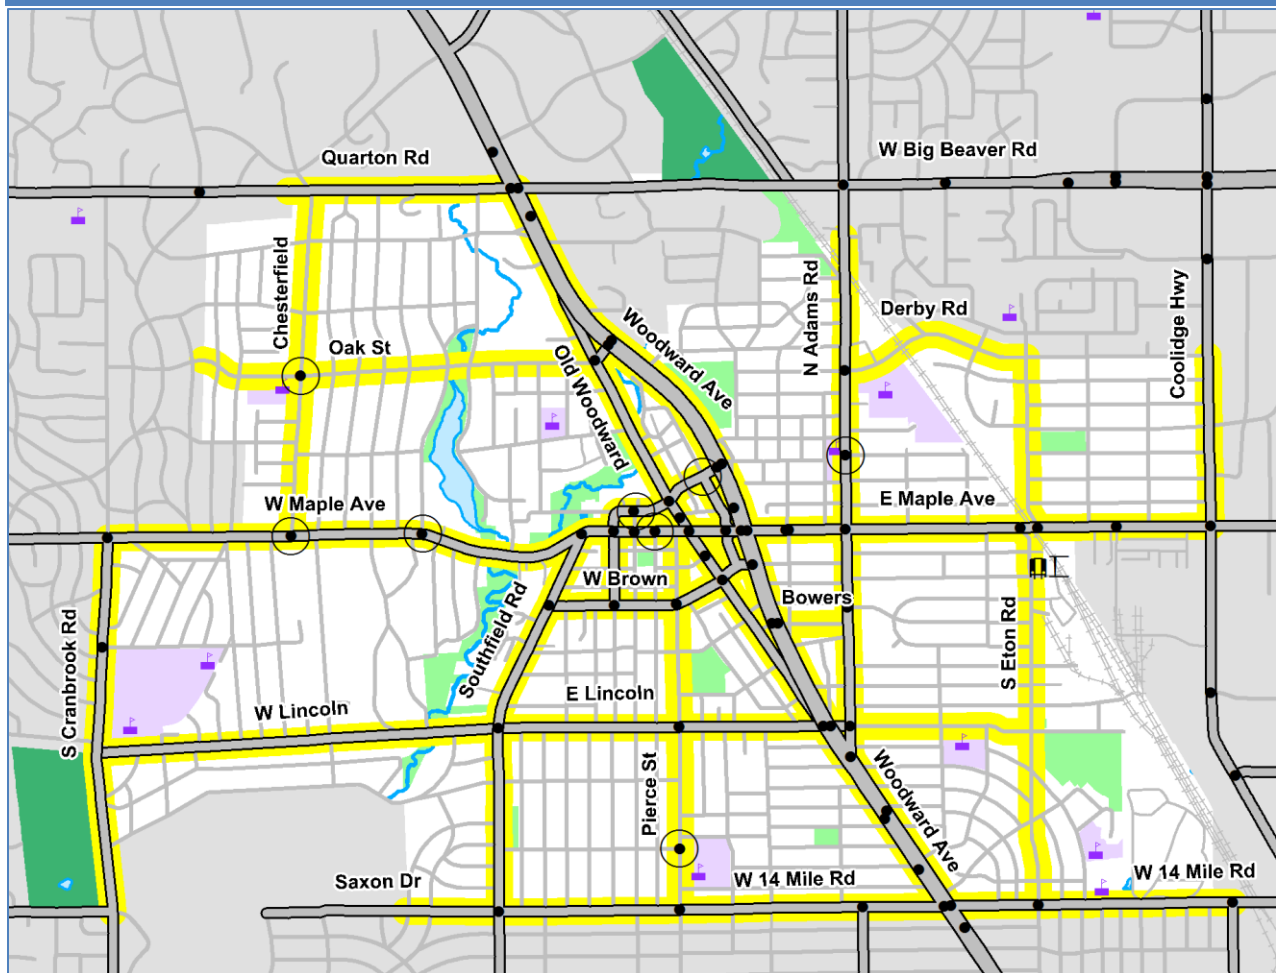 Quarton Rd
W Big Beaver Rd
Chesterfield
N Adams Rd
Coolidge Hwy
Derby Rd
Woodward Ave
Oak St
Old Woodward
W Maple Ave
E Maple Ave
W Brown
Bowers
S Cranbrook Rd
Southfield Rd
S Eton Rd
E Lincoln
W Lincoln
Pierce St
Woodward Ave
Saxon Dr
W 14 Mile Rd
W 14 Mile Rd